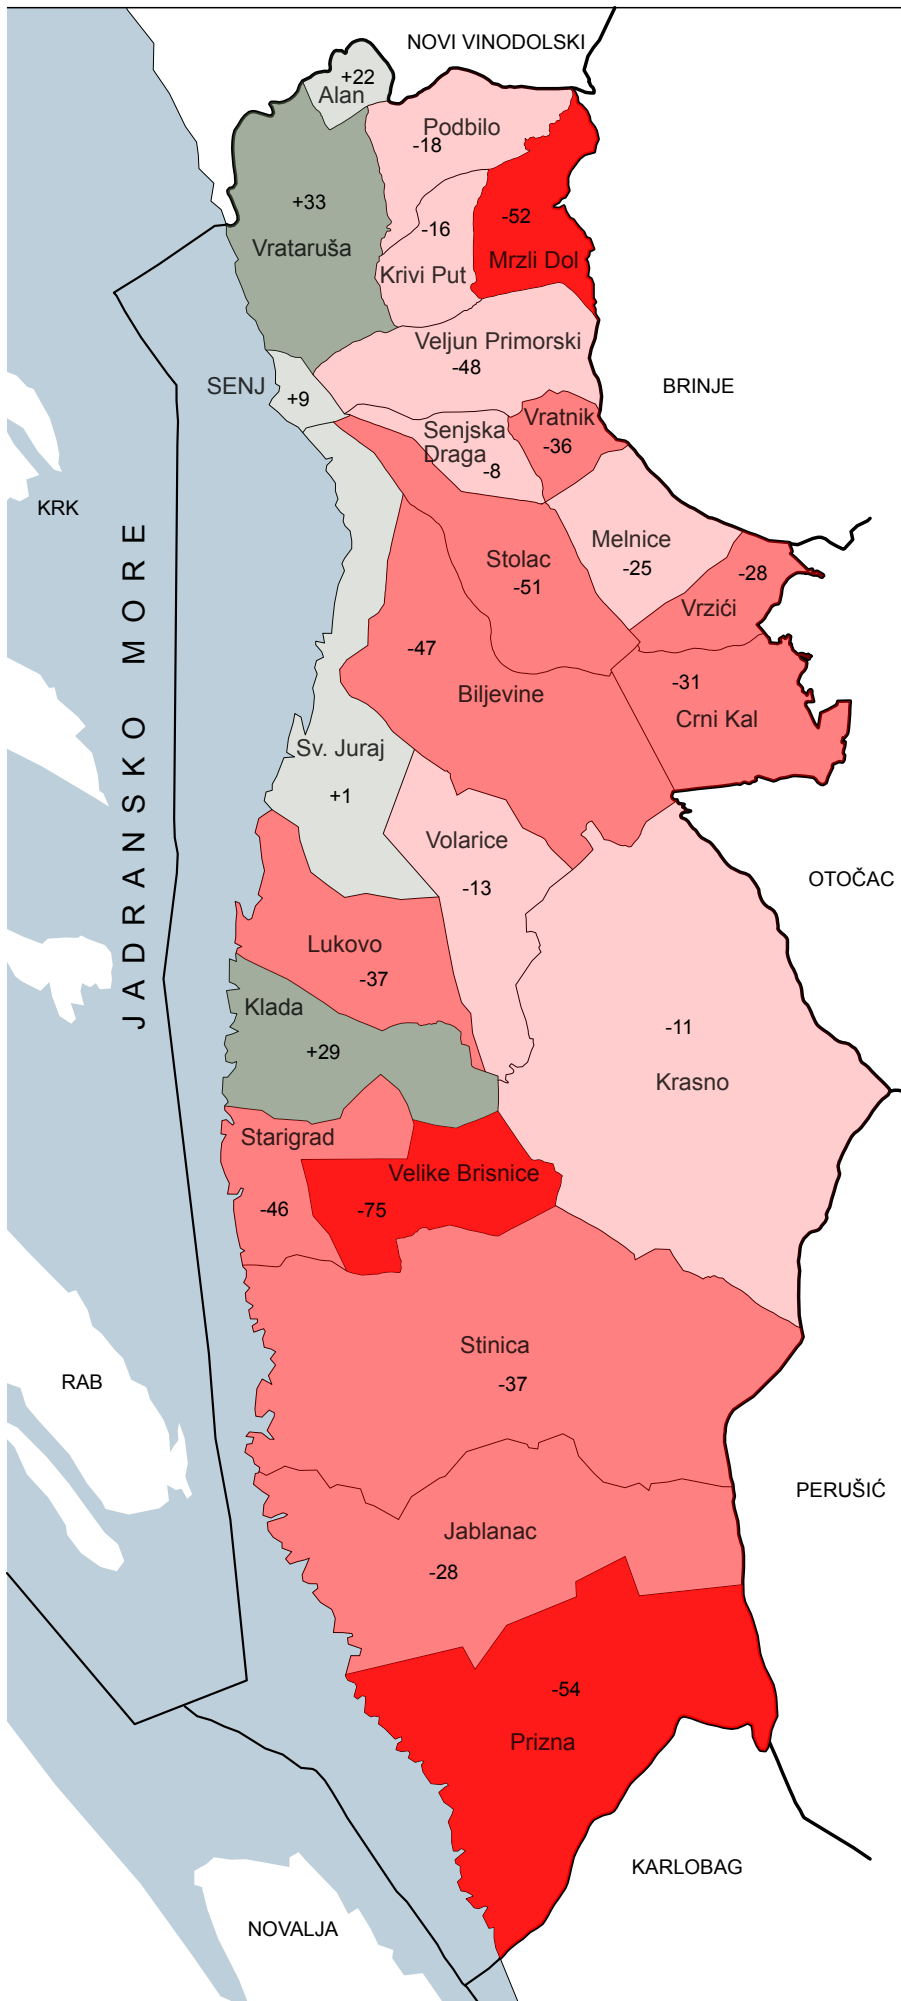 NOVI VINODOLSKI
+22
Alan
Podbilo
-18
+33
Vrataruša
-16
Krivi Put
-52
Mrzli Dol
Veljun Primorski
-48
SENJ
+9
BRINJE
Vratnik
-36
Senjska
Draga
-8
KRK
JADRANSKO MORE
Melnice
-25
Stolac
-51
-28
Vrzići
-47
Biljevine
-31
Crni Kal
Sv. Juraj
+1
Volarice
-13
OTOČAC
Lukovo
-37
Klada
+29
-11
Krasno
Starigrad
-46
Velike Brisnice
-75
Stinica
-37
RAB
PERUŠIĆ
Jablanac
-28
-54
Prizna
KARLOBAG
NOVALJA